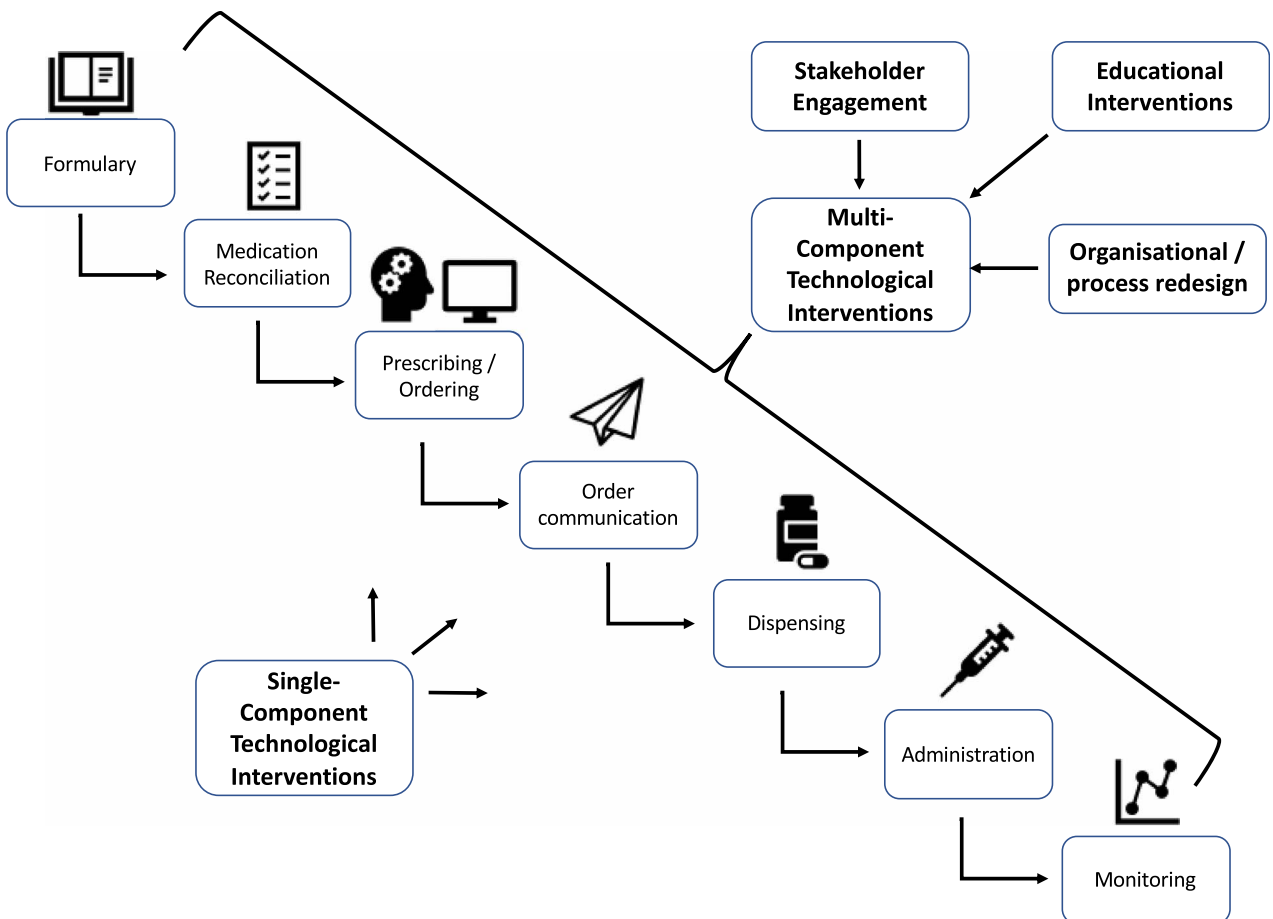 Stakeholder
Engagement
Educational
Interventions
Formulary
Medication
Reconciliation
Multi-
Component
Technological
Interventions
Organisational /
process redesign
Prescribing /
Ordering
Order
communication
Dispensing
Single-
Component
Technological
Interventions
Administration
Monitoring